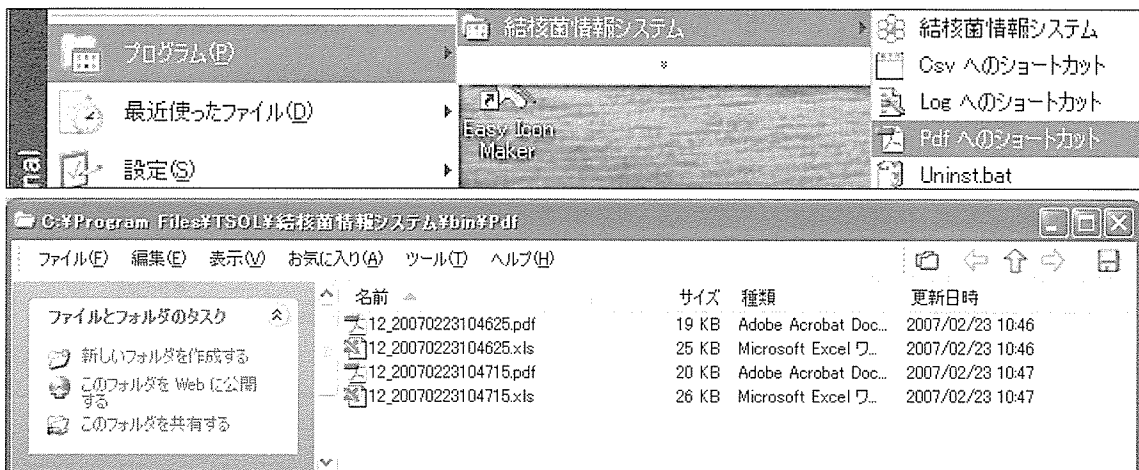 プログラム(P)
最近使ったファイル(D)
設定(S)
結核菌情報システム
Easy Icon
Maker
結核菌情報システム
Csv へのショートカット
Log へのショートカット
Pdf へのショートカット
Uninst.bat
C:¥Program Files¥TSOL¥結核菌情報システム¥bin¥Pdf
ファイル(F) 編集(E) 表示(V) お気に入り(A) ツール(T) ヘルプ(H)
ファイルとフォルダのタスク
新しいフォルダを作成する
このフォルダを Web に公開
する
このフォルダを共有する
名前 サイズ 種類 更新日時
12_20070223104625.pdf 19 KB Adobe Acrobat Doc... 2007/02/23 10:46
12_20070223104625.xls 25 KB Microsoft Excel ワ... 2007/02/23 10:46
12_20070223104715.pdf 20 KB Adobe Acrobat Doc... 2007/02/23 10:47
12_20070223104715.xls 26 KB Microsoft Excel ワ... 2007/02/23 10:47